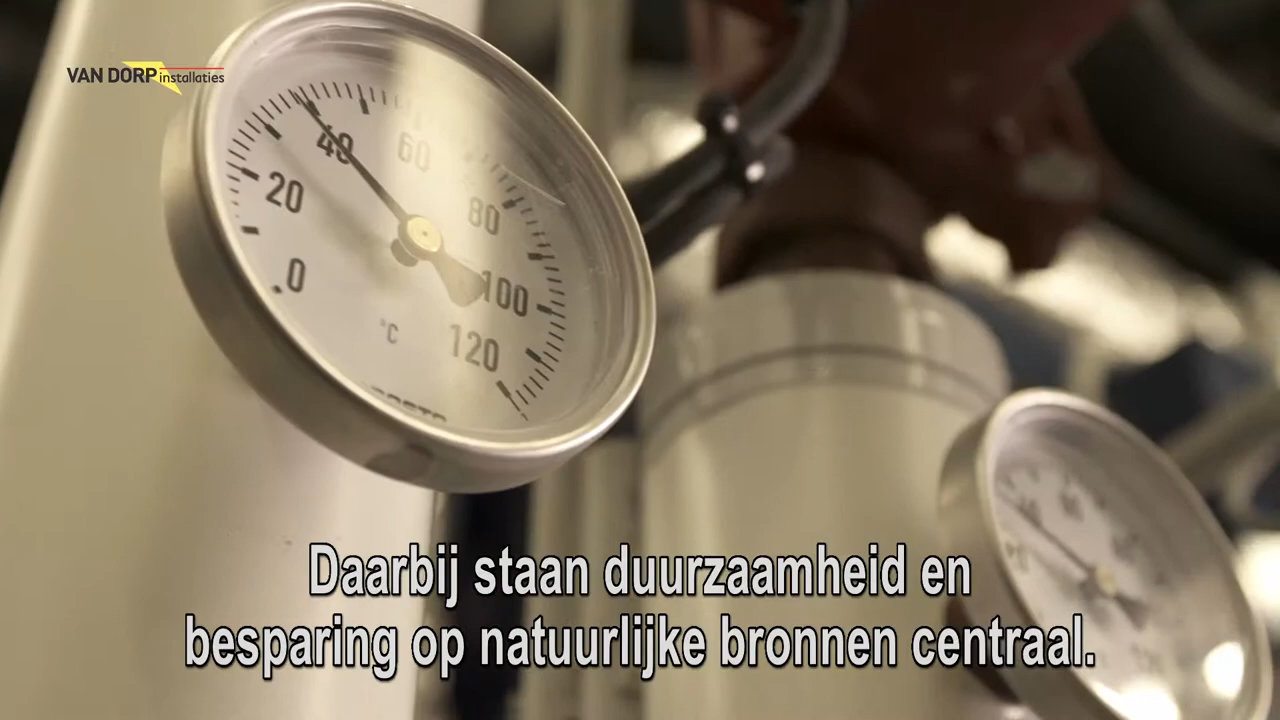 VAN DORP installaties
40
60
20
80
0
100
°C
120
Daarbij staan duurzaamheid en
besparing op natuurlijke bronnen centraal.